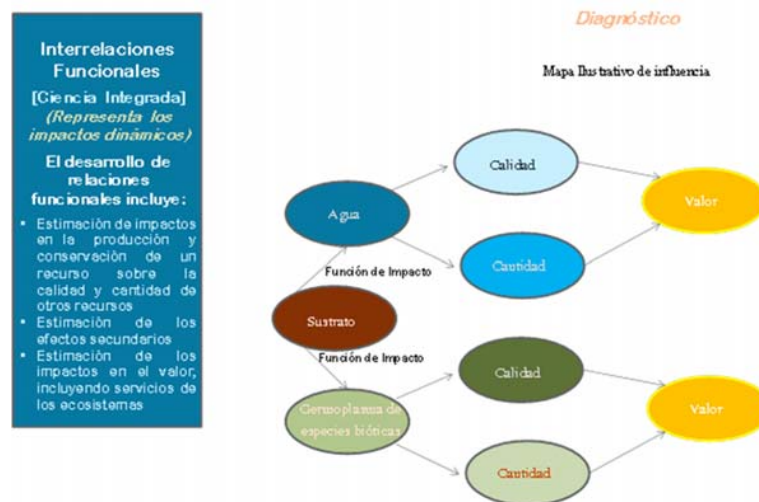 Diagnóstico
Mapa Ilustrativo de influencia
Interrelaciones
Funcionales
[Ciencia Integrada]
(Representa los
impactos dinámicos)
El desarrollo de
relaciones
funcionales incluye:
• Estimación de impactos
en la producción y
conservación de un
recurso sobre la
calidad y cantidad de
otros recursos
• Estimación de los
efectos secundarios
• Estimación de los
impactos en el valor,
incluyendo servicios de
los ecosistemas
Calidad
Agua
Valor
Cantidad
Función de Impacto
Sustrato
Función de Impacto
Calidad
Germoplasma de
especies bióticas
Valor
Cantidad